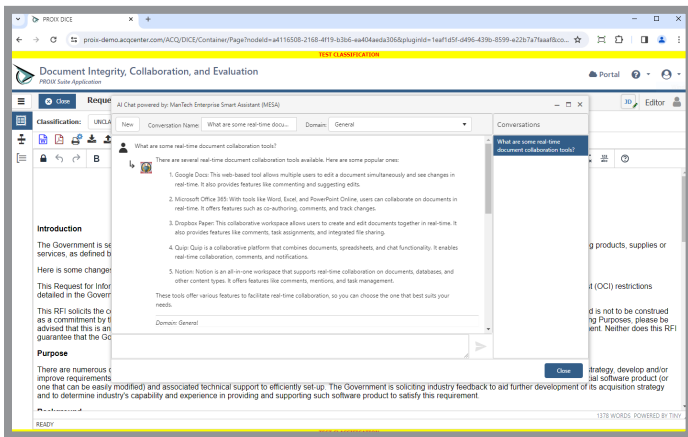 PROIX DICE
proix-demo.acqcenter.com/ACQ/DICE/Container/Page?nodeId=a4116508-2168-4f19-b3b6-ea404aeda306&pluginId=1eaf1d5f-d496-439b-8599-e22b7a7faaaf&co...
TEST CLASSIFICATION
Document Integrity, Collaboration, and Evaluation
PROIX Suite Application
Portal
Close
Reque
JD
Editor
Classification:
UNCLA
B
AI Chat powered by: ManTech Enterprise Smart Assistant (MESA)
New
Conversation Name:
What are some real-time docu...
Domain:
General
Conversations
What are some real-time
document collaboration tools?
What are some real-time document collaboration tools?
There are several real-time document collaboration tools available. Here are some popular ones:
1. Google Docs: This web-based tool allows multiple users to edit a document simultaneously and see changes in
real-time. It also provides features like commenting and suggesting edits.
2. Microsoft Office 365: With tools like Word, Excel, and PowerPoint Online, users can collaborate on documents in
real-time. It offers features such as co-authoring, comments, and track changes.
3. Dropbox Paper: This collaborative workspace allows users to create and edit documents together in real-time. It
also provides features like comments, task assignments, and integrated file sharing.
4. Quip: Quip is a collaborative platform that combines documents, spreadsheets, and chat functionality. It enables
real-time collaboration, comments, and notifications.
5. Notion: Notion is an all-in-one workspace that supports real-time collaboration on documents, databases, and
other content types. It offers features like comments, mentions, and task management.
These tools offer various features to facilitate real-time collaboration, so you can choose the one that best suits your
needs.
Domain: General
Close
Introduction
The Government is se
g products, supplies or
services, as defined b
Here is some changes
This Request for Infor
st (OCI) restrictions
detailed in the Govern
This RFI solicits the co
d is not to be construed
as a commitment by t
ng Purposes, please be
advised that this is an
ent. Neither does this RFI
guarantee that the Go
Purpose
There are numerous c
trategy, develop and/or
improve requirements
cial software product (or
one that can be easily modified) and associated technical support to efficiently set-up. The Government is soliciting industry feedback to aid further development of its acquisition strategy
and to determine industry's capability and experience in providing and supporting such software product to satisfy this requirement.
Background
1378 WORDS POWERED BY TINY
READY